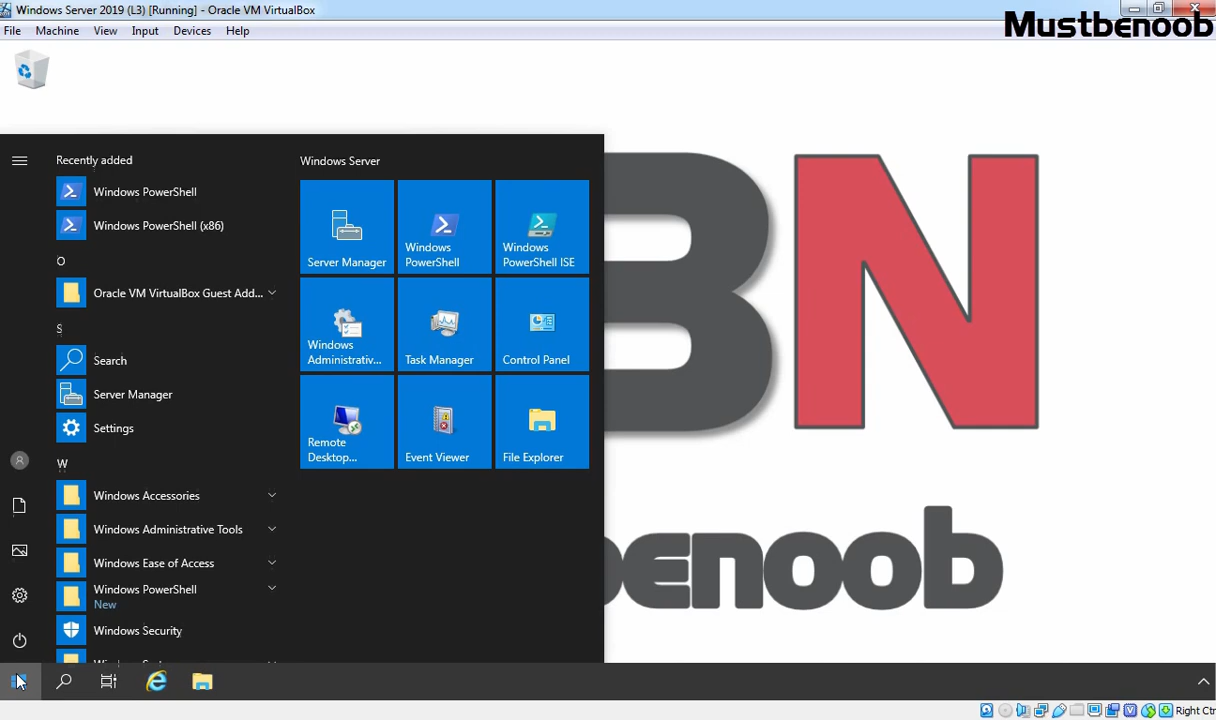 Windows Server 2019 (L3) [Running] - Oracle VM VirtualBox
File Machine View Input Devices Help
Mustbenoob
Recently added
Windows PowerShell
Windows PowerShell (x86)
O
Oracle VM VirtualBox Guest Add...
S
Search
Server Manager
Settings
W
Windows Accessories
Windows Administrative Tools
Windows Ease of Access
Windows PowerShell
New
Windows Security
Windows Server
Server Manager
Windows
PowerShell
Windows
PowerShell ISE
Windows
Administrativ...
Task Manager
Control Panel
Remote
Desktop...
Event Viewer
File Explorer
BN
benoob
Right Ctr